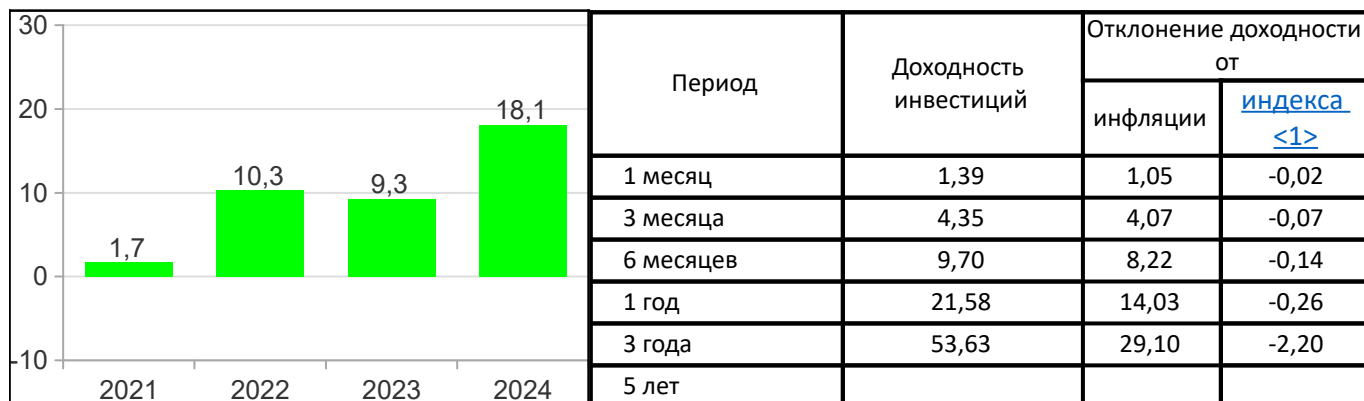 30
20
10
0
-10
1,7
10,3
9,3
18,1
2021 2022 2023 2024
Период
Доходность
инвестиций
Отклонение доходности
от
инфляции
индекса
<1>
1 месяц 1,39 1,05 -0,02
3 месяца 4,35 4,07 -0,07
6 месяцев 9,70 8,22 -0,14
1 год 21,58 14,03 -0,26
3 года 53,63 29,10 -2,20
5 лет